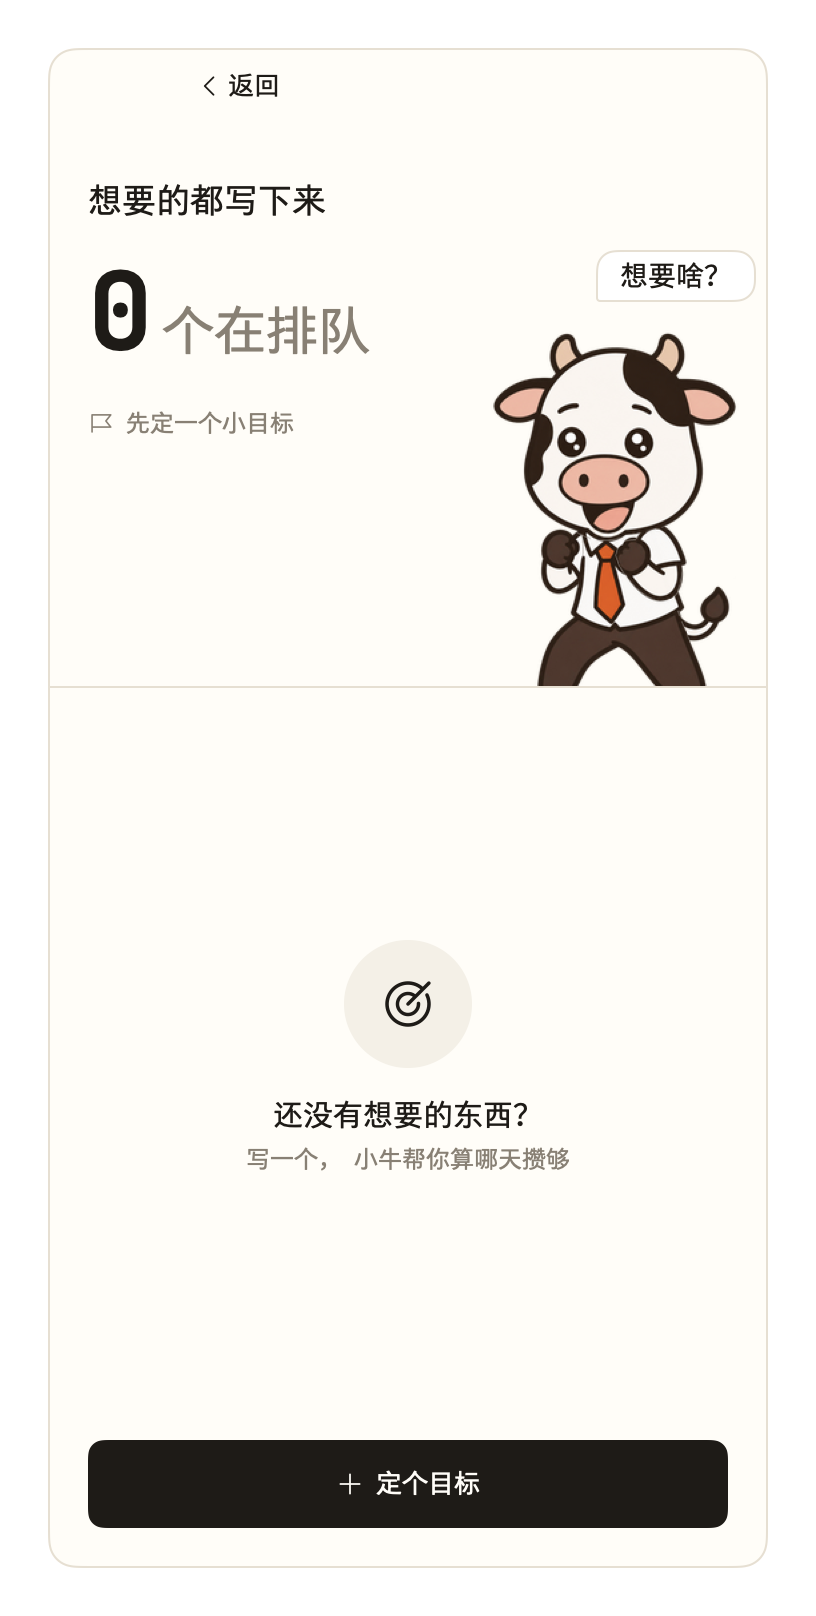 返回
想要的都写下来
想要啥？
0 个在排队
先定一个小目标
还没有想要的东西？
写一个， 小牛帮你算哪天攒够
定个目标